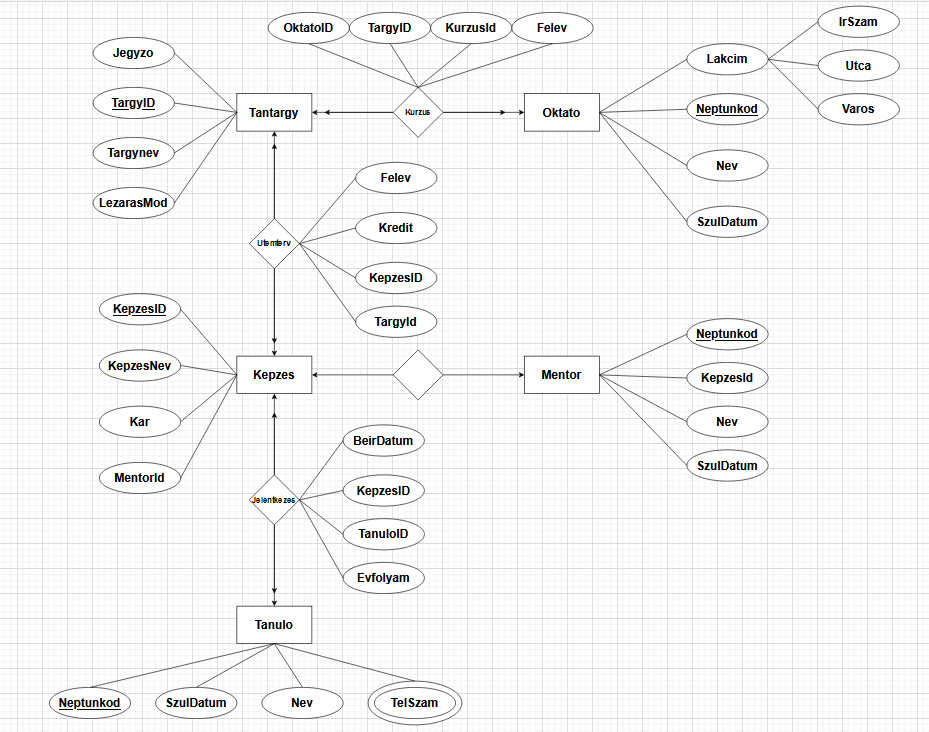 OktatoID
TargyID
KurzusId
Felev
IrSzam
Jegyzo
Lakcim
Utca
TargyID
Neptunkod
Varos
Tantargy
Kurzus
Oktato
Targynev
Nev
Felev
LezarasMod
SzulDatum
Kredit
Utemterv
KepzesID
KepzesID
TargyId
Neptunkod
KepzesNev
Kepzes
Mentor
KepzesId
Kar
Nev
BeirDatum
MentorId
SzulDatum
KepzesID
Jelentkezes
TanuloID
Evfolyam
Tanulo
Neptunkod
SzulDatum
Nev
TelSzam